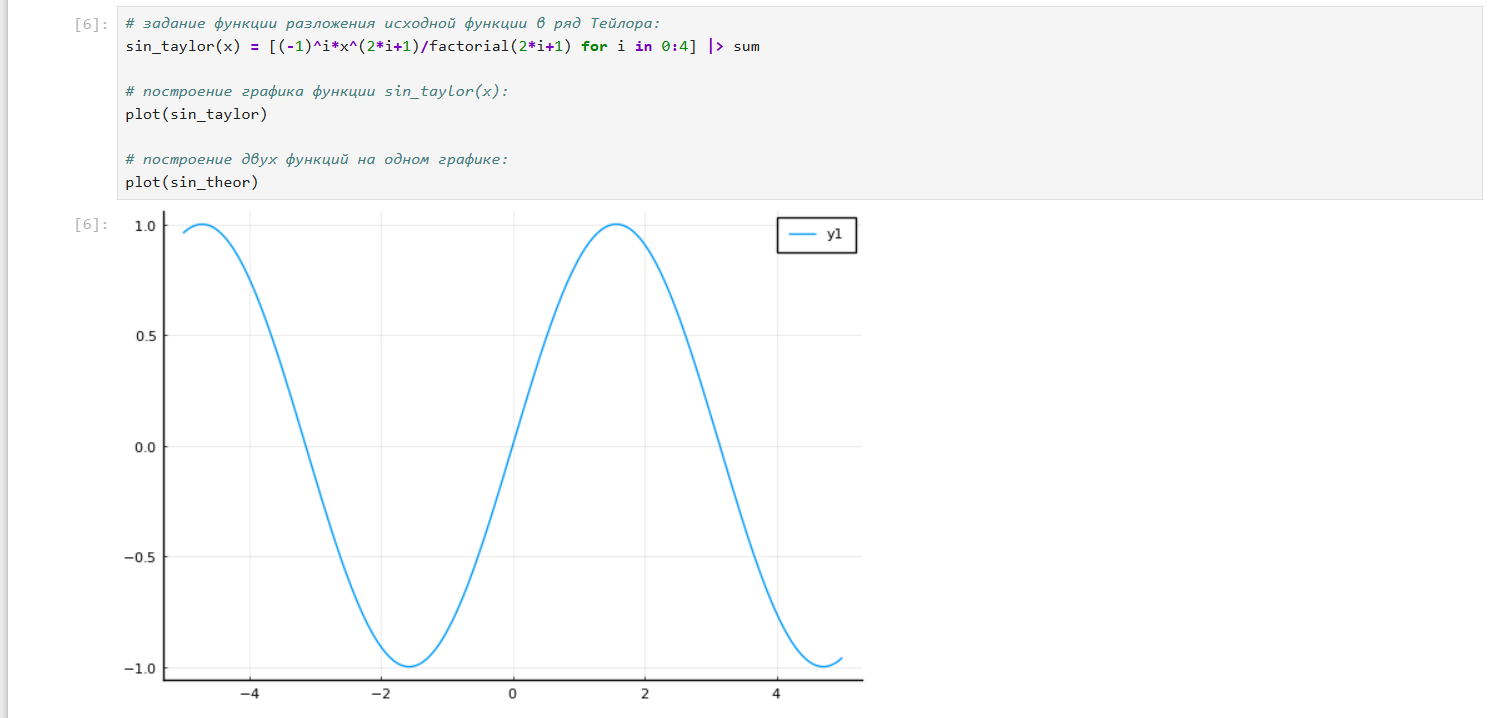 [6]:
# задание функции разложения исходной функции в ряд Тейлора:
sin_taylor(x) = [(-1)^i*x^(2*i+1)/factorial(2*i+1) for i in 0:4] |> sum
# построение графика функции sin_taylor(x):
plot(sin_taylor)
# построение двух функций на одном графике:
plot(sin_theor)
[6]:
y1
1.0
0.5
0.0
−0.5
−1.0
−4 −2 0 2 4